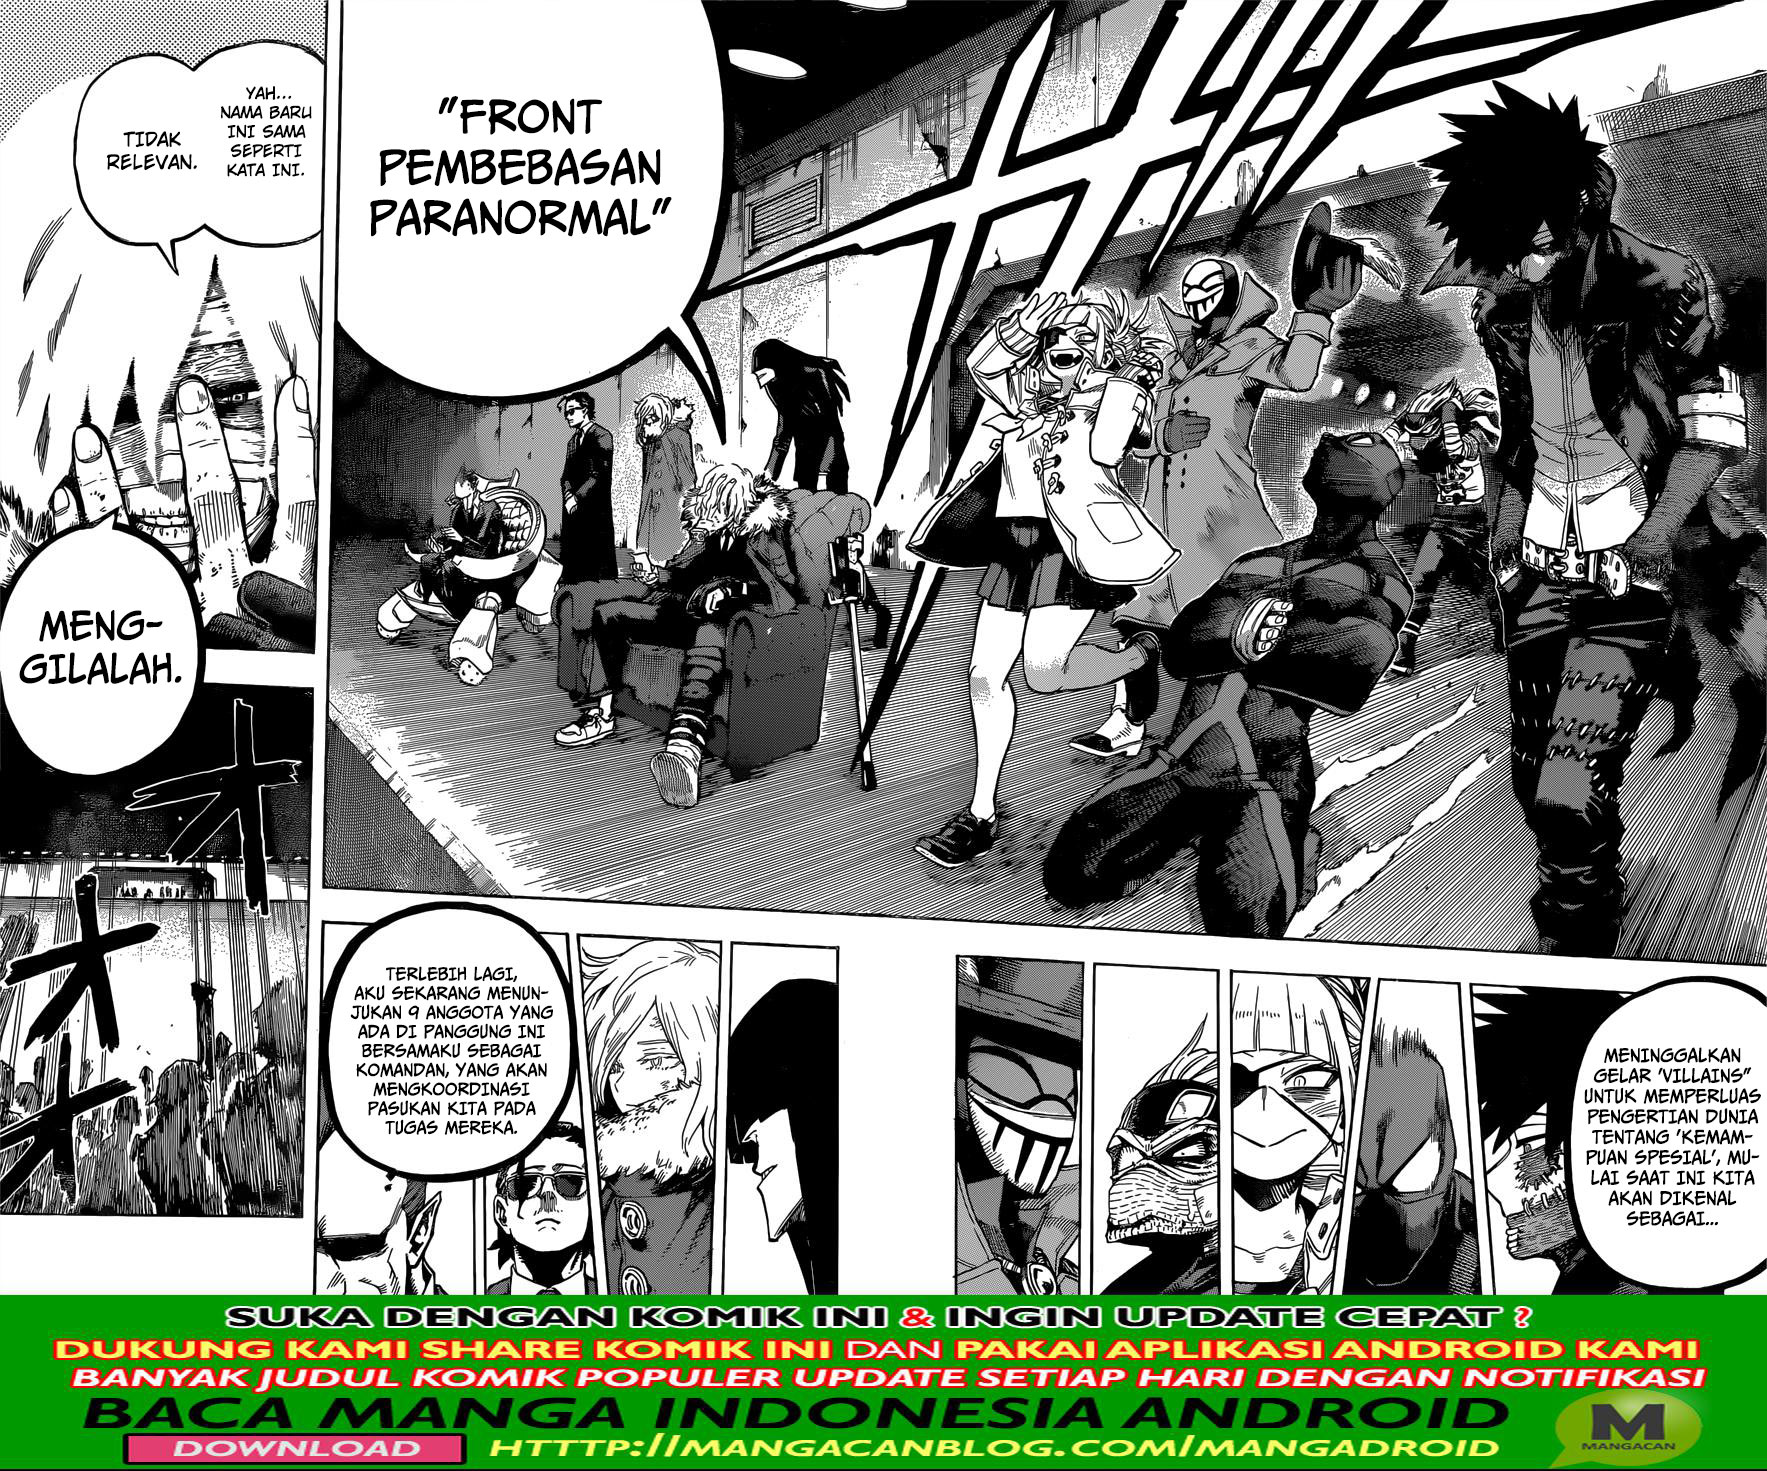 "FRONT
PEMBEBASAN
PARANORMAL"
MENINGGALKAN
GELAR 'VILLAINS"
UNTUK MEMPERLUAS
PENGERTIAN DUNIA
TENTANG 'KEMAM-
PUAN SPESIAL', MU-
LAI SAAT INI KITA
AKAN DIKENAL
SEBAGAI...
TERLEBIH LAGI,
AKU SEKARANG MENUN-
JUKAN 9 ANGGOTA YANG
ADA DI PANGGUNG INI
BERSAMAKU SEBAGAI
KOMANDAN, YANG AKAN
MENGKOORDINASI
PASUKAN KITA PADA
TUGAS MEREKA.
YAH...
NAMA BARU
INI SAMA
SEPERTI
KATA INI.
TIDAK
RELEVAN.
MENG-
GILALAH.
オ
オ
オ
SUKA DENGAN KOMIK INI & INGIN UPDATE CEPAT ?
DUKUNG KAMI SHARE KOMIK INI DAN PAKAI APLIKASI ANDROID KAMI
BANYAK JUDUL KOMIK POPULER UPDATE SETIAP HARI DENGAN NOTIFIKASI
BACA MANGA INDONESIA ANDROID
DOWNLOAD HTTTP://MANGACANBLOG.COM/MANGADROID
M
MANGACAN